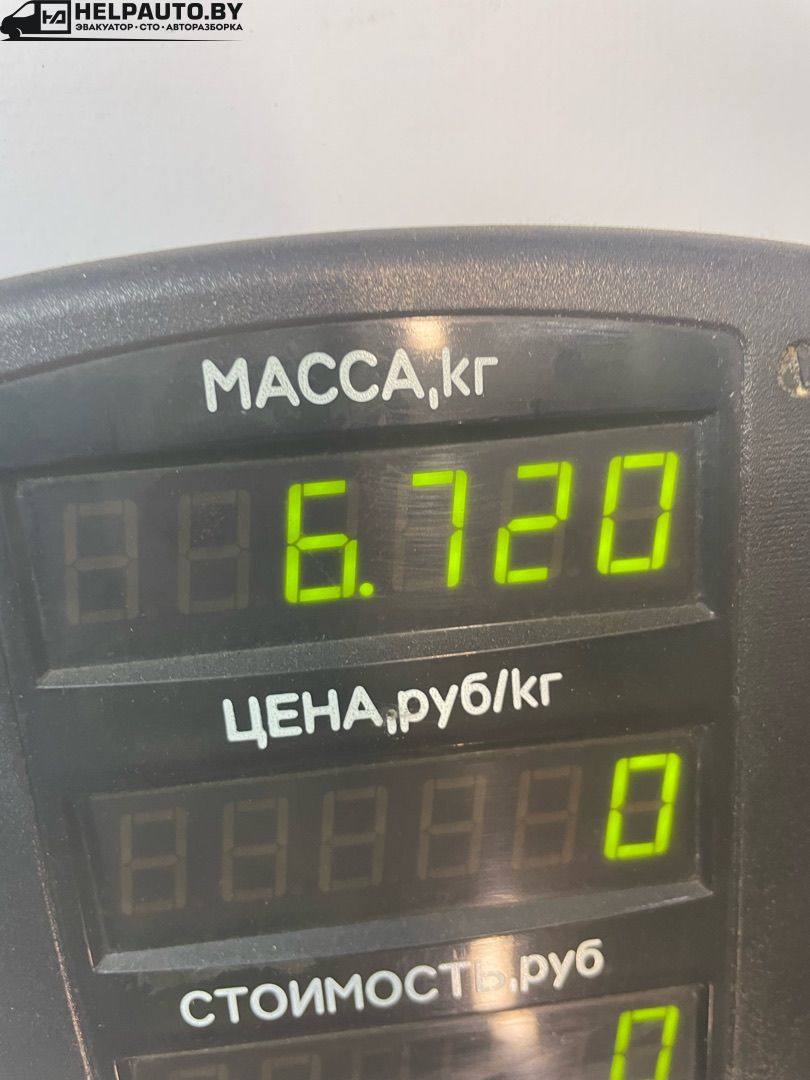 HELPAUTO.BY
ЭВАКУАТОР·СТО·АВТОРАЗБОРКА
МАССА,кг
6.720
ЦЕНА,руб/кг
0
СТОИМОСТЬ,руб
0